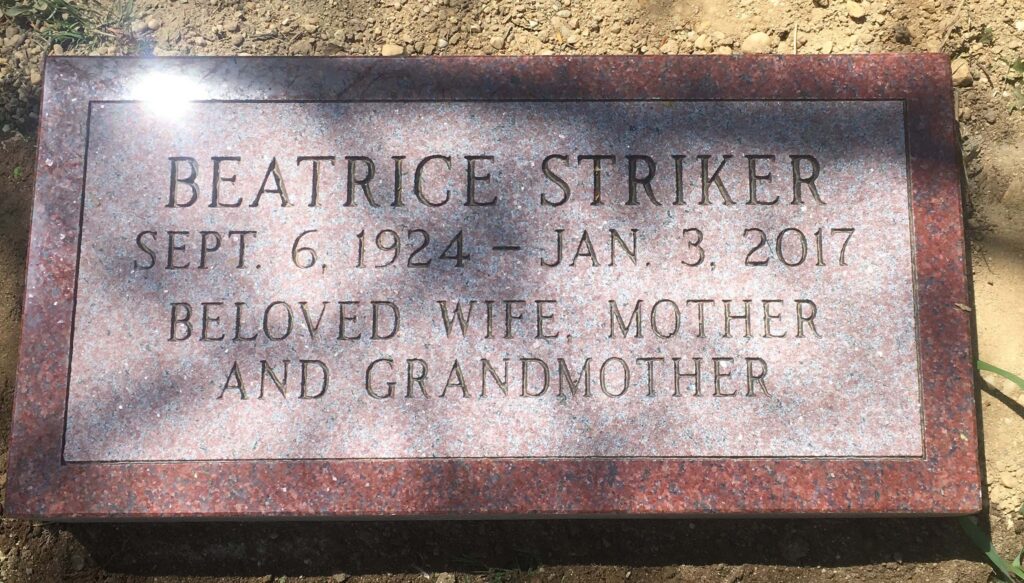 BEATRICE STRIKER
SEPT. 6, 1924 – JAN. 3, 2017
BELOVED WIFE, MOTHER
AND GRANDMOTHER